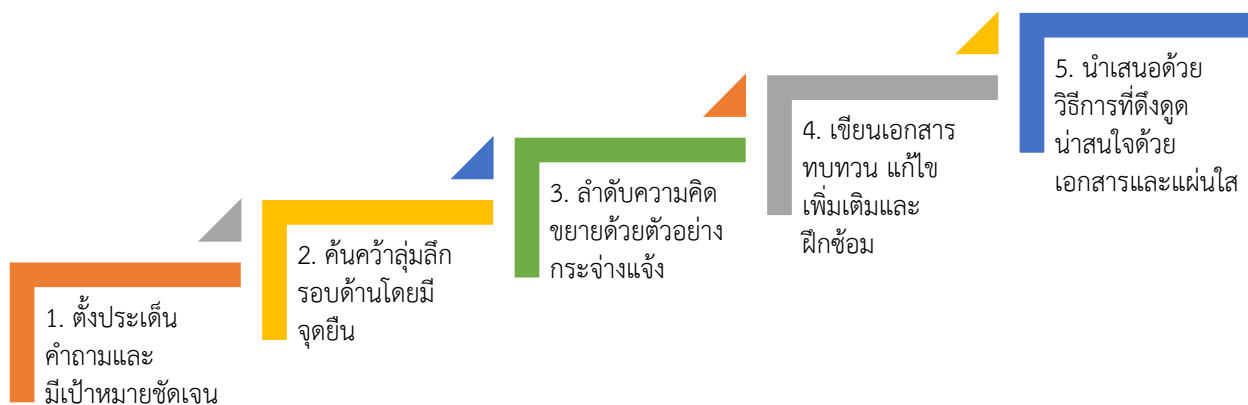 1. ตั้งประเด็น
คำถามและ
มีเป้าหมายชัดเจน
2. ค้นคว้าลุ่มลึก
รอบด้านโดยมี
จุดยืน
3. ลำดับความคิด
ขยายด้วยตัวอย่าง
กระจ่างแจ้ง
4. เขียนเอกสาร
ทบทวน แก้ไข
เพิ่มเติมและ
ฝึกซ้อม
5. นำเสนอด้วย
วิธีการที่ดึงดูด
น่าสนใจด้วย
เอกสารและแผ่นใส